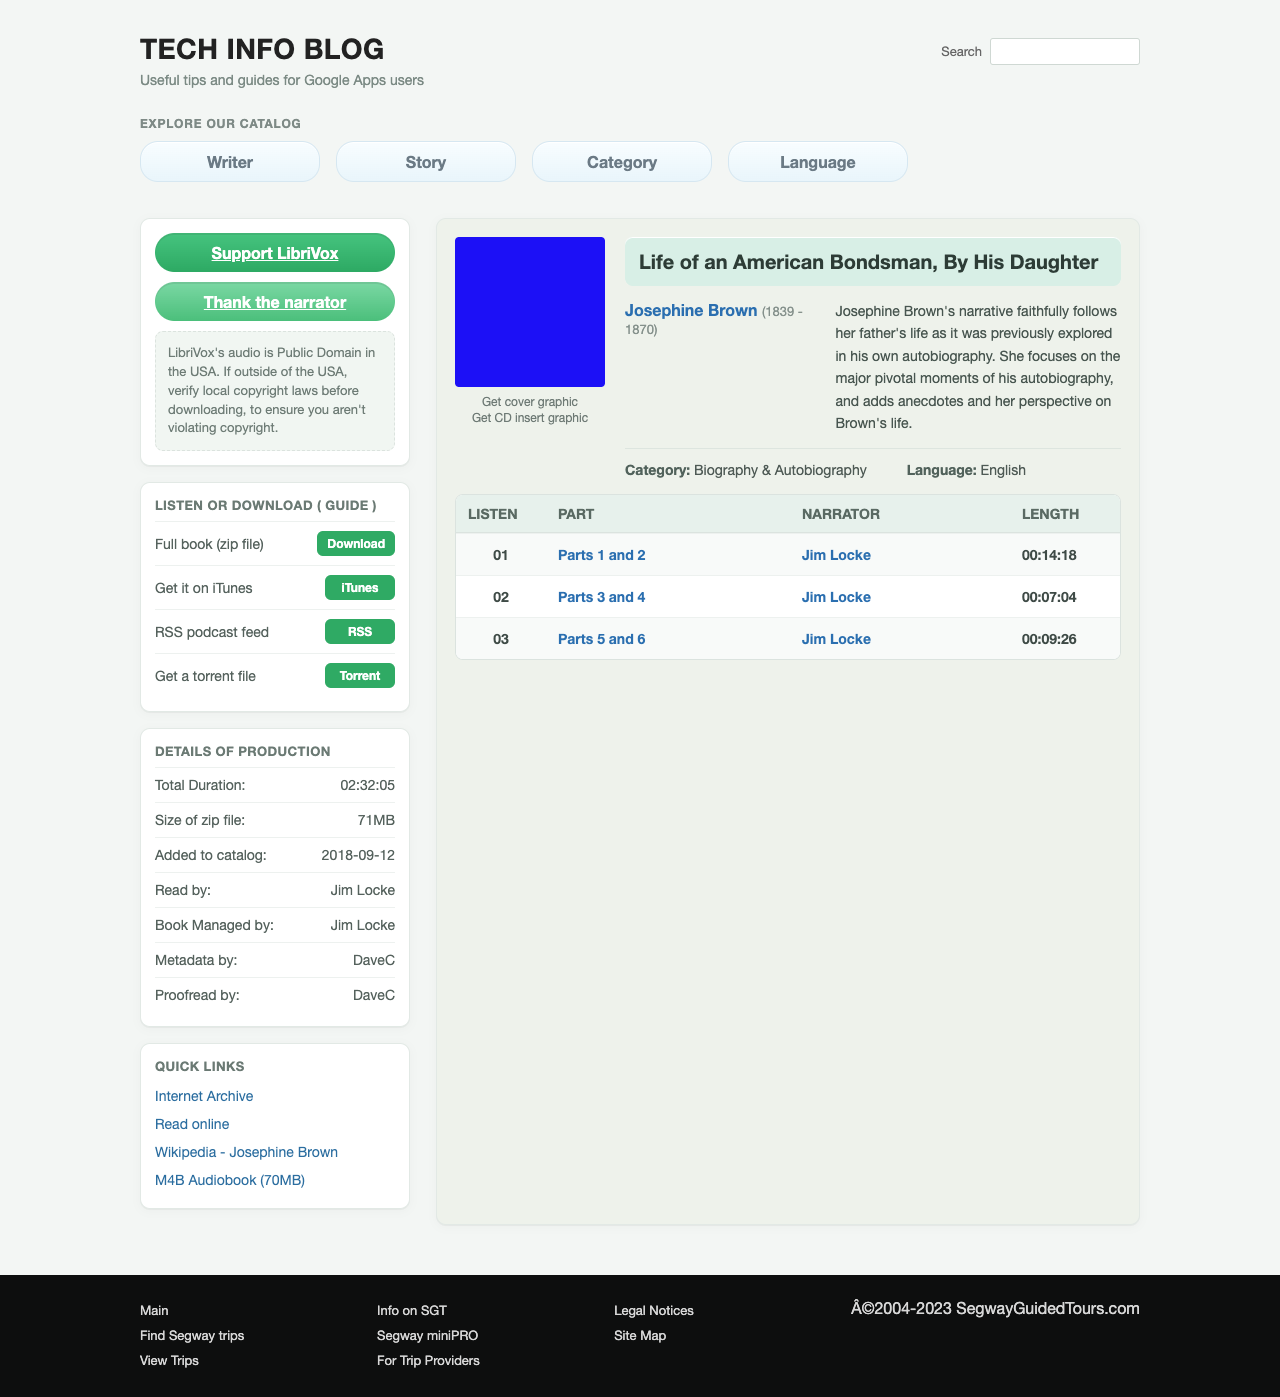 TECH INFO BLOG
Useful tips and guides for Google Apps users
Search
EXPLORE OUR CATALOG
Writer
Story
Category
Language
Support LibriVox
Thank the narrator
LibriVox's audio is Public Domain in
the USA. If outside of the USA,
verify local copyright laws before
downloading, to ensure you aren't
violating copyright.
LISTEN OR DOWNLOAD ( GUIDE )
Full book (zip file) Download
Get it on iTunes iTunes
RSS podcast feed RSS
Get a torrent file Torrent
DETAILS OF PRODUCTION
Total Duration: 02:32:05
Size of zip file: 71MB
Added to catalog: 2018-09-12
Read by: Jim Locke
Book Managed by: Jim Locke
Metadata by: DaveC
Proofread by: DaveC
QUICK LINKS
Internet Archive
Read online
Wikipedia - Josephine Brown
M4B Audiobook (70MB)
Get cover graphic
Get CD insert graphic
Life of an American Bondsman, By His Daughter
Josephine Brown (1839 -
1870)
Josephine Brown's narrative faithfully follows
her father's life as it was previously explored
in his own autobiography. She focuses on the
major pivotal moments of his autobiography,
and adds anecdotes and her perspective on
Brown's life.
Category: Biography & Autobiography Language: English
LISTEN PART NARRATOR LENGTH
01 Parts 1 and 2 Jim Locke 00:14:18
02 Parts 3 and 4 Jim Locke 00:07:04
03 Parts 5 and 6 Jim Locke 00:09:26
Main
Find Segway trips
View Trips
Info on SGT
Segway miniPRO
For Trip Providers
Legal Notices
Site Map
Â©2004-2023 SegwayGuidedTours.com